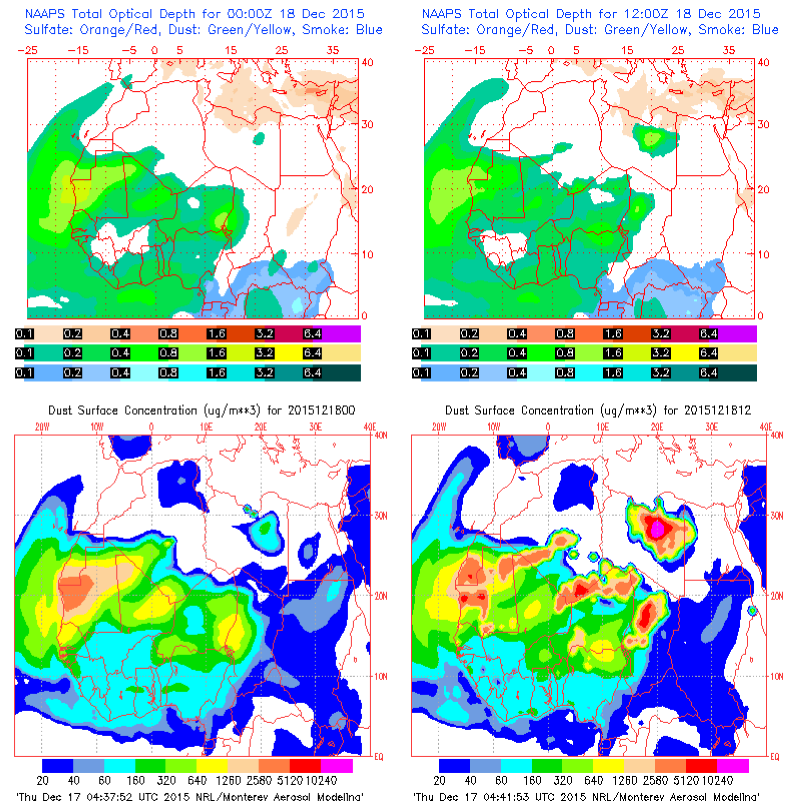 NAAPS Total Optical Depth for 00:00Z 18 Dec 2015
Sulfate: Orange/Red, Dust: Green/Yellow, Smoke: Blue
-25 -15 -5 5 15 25 35
40
30
20
10
0
0.1 0.2 0.4 0.8 1.6 3.2 6.4
0.1 0.2 0.4 0.8 1.6 3.2 6.4
0.1 0.2 0.4 0.8 1.6 3.2 6.4
NAAPS Total Optical Depth for 12:00Z 18 Dec 2015
Sulfate: Orange/Red, Dust: Green/Yellow, Smoke: Blue
-25 -15 -5 5 15 25 35
40
30
20
10
0
0.1 0.2 0.4 0.8 1.6 3.2 6.4
0.1 0.2 0.4 0.8 1.6 3.2 6.4
0.1 0.2 0.4 0.8 1.6 3.2 6.4
Dust Surface Concentration (ug/m**3) for 2015121800
20W 10W 0 10E 20E 30E 40E
40N
30N
20N
10N
EQ
20 40 60 160 320 640 1260 2560 5120 10240
'Thu Dec 17 04:37:52 UTC 2015 NRL/Monterey Aerosol Modeling'
Dust Surface Concentration (ug/m**3) for 2015121812
20W 10W 0 10E 20E 30E 40E
40N
30N
20N
10N
EQ
20 40 60 160 320 640 1260 2560 5120 10240
'Thu Dec 17 04:41:53 UTC 2015 NRL/Monterey Aerosol Modeling'